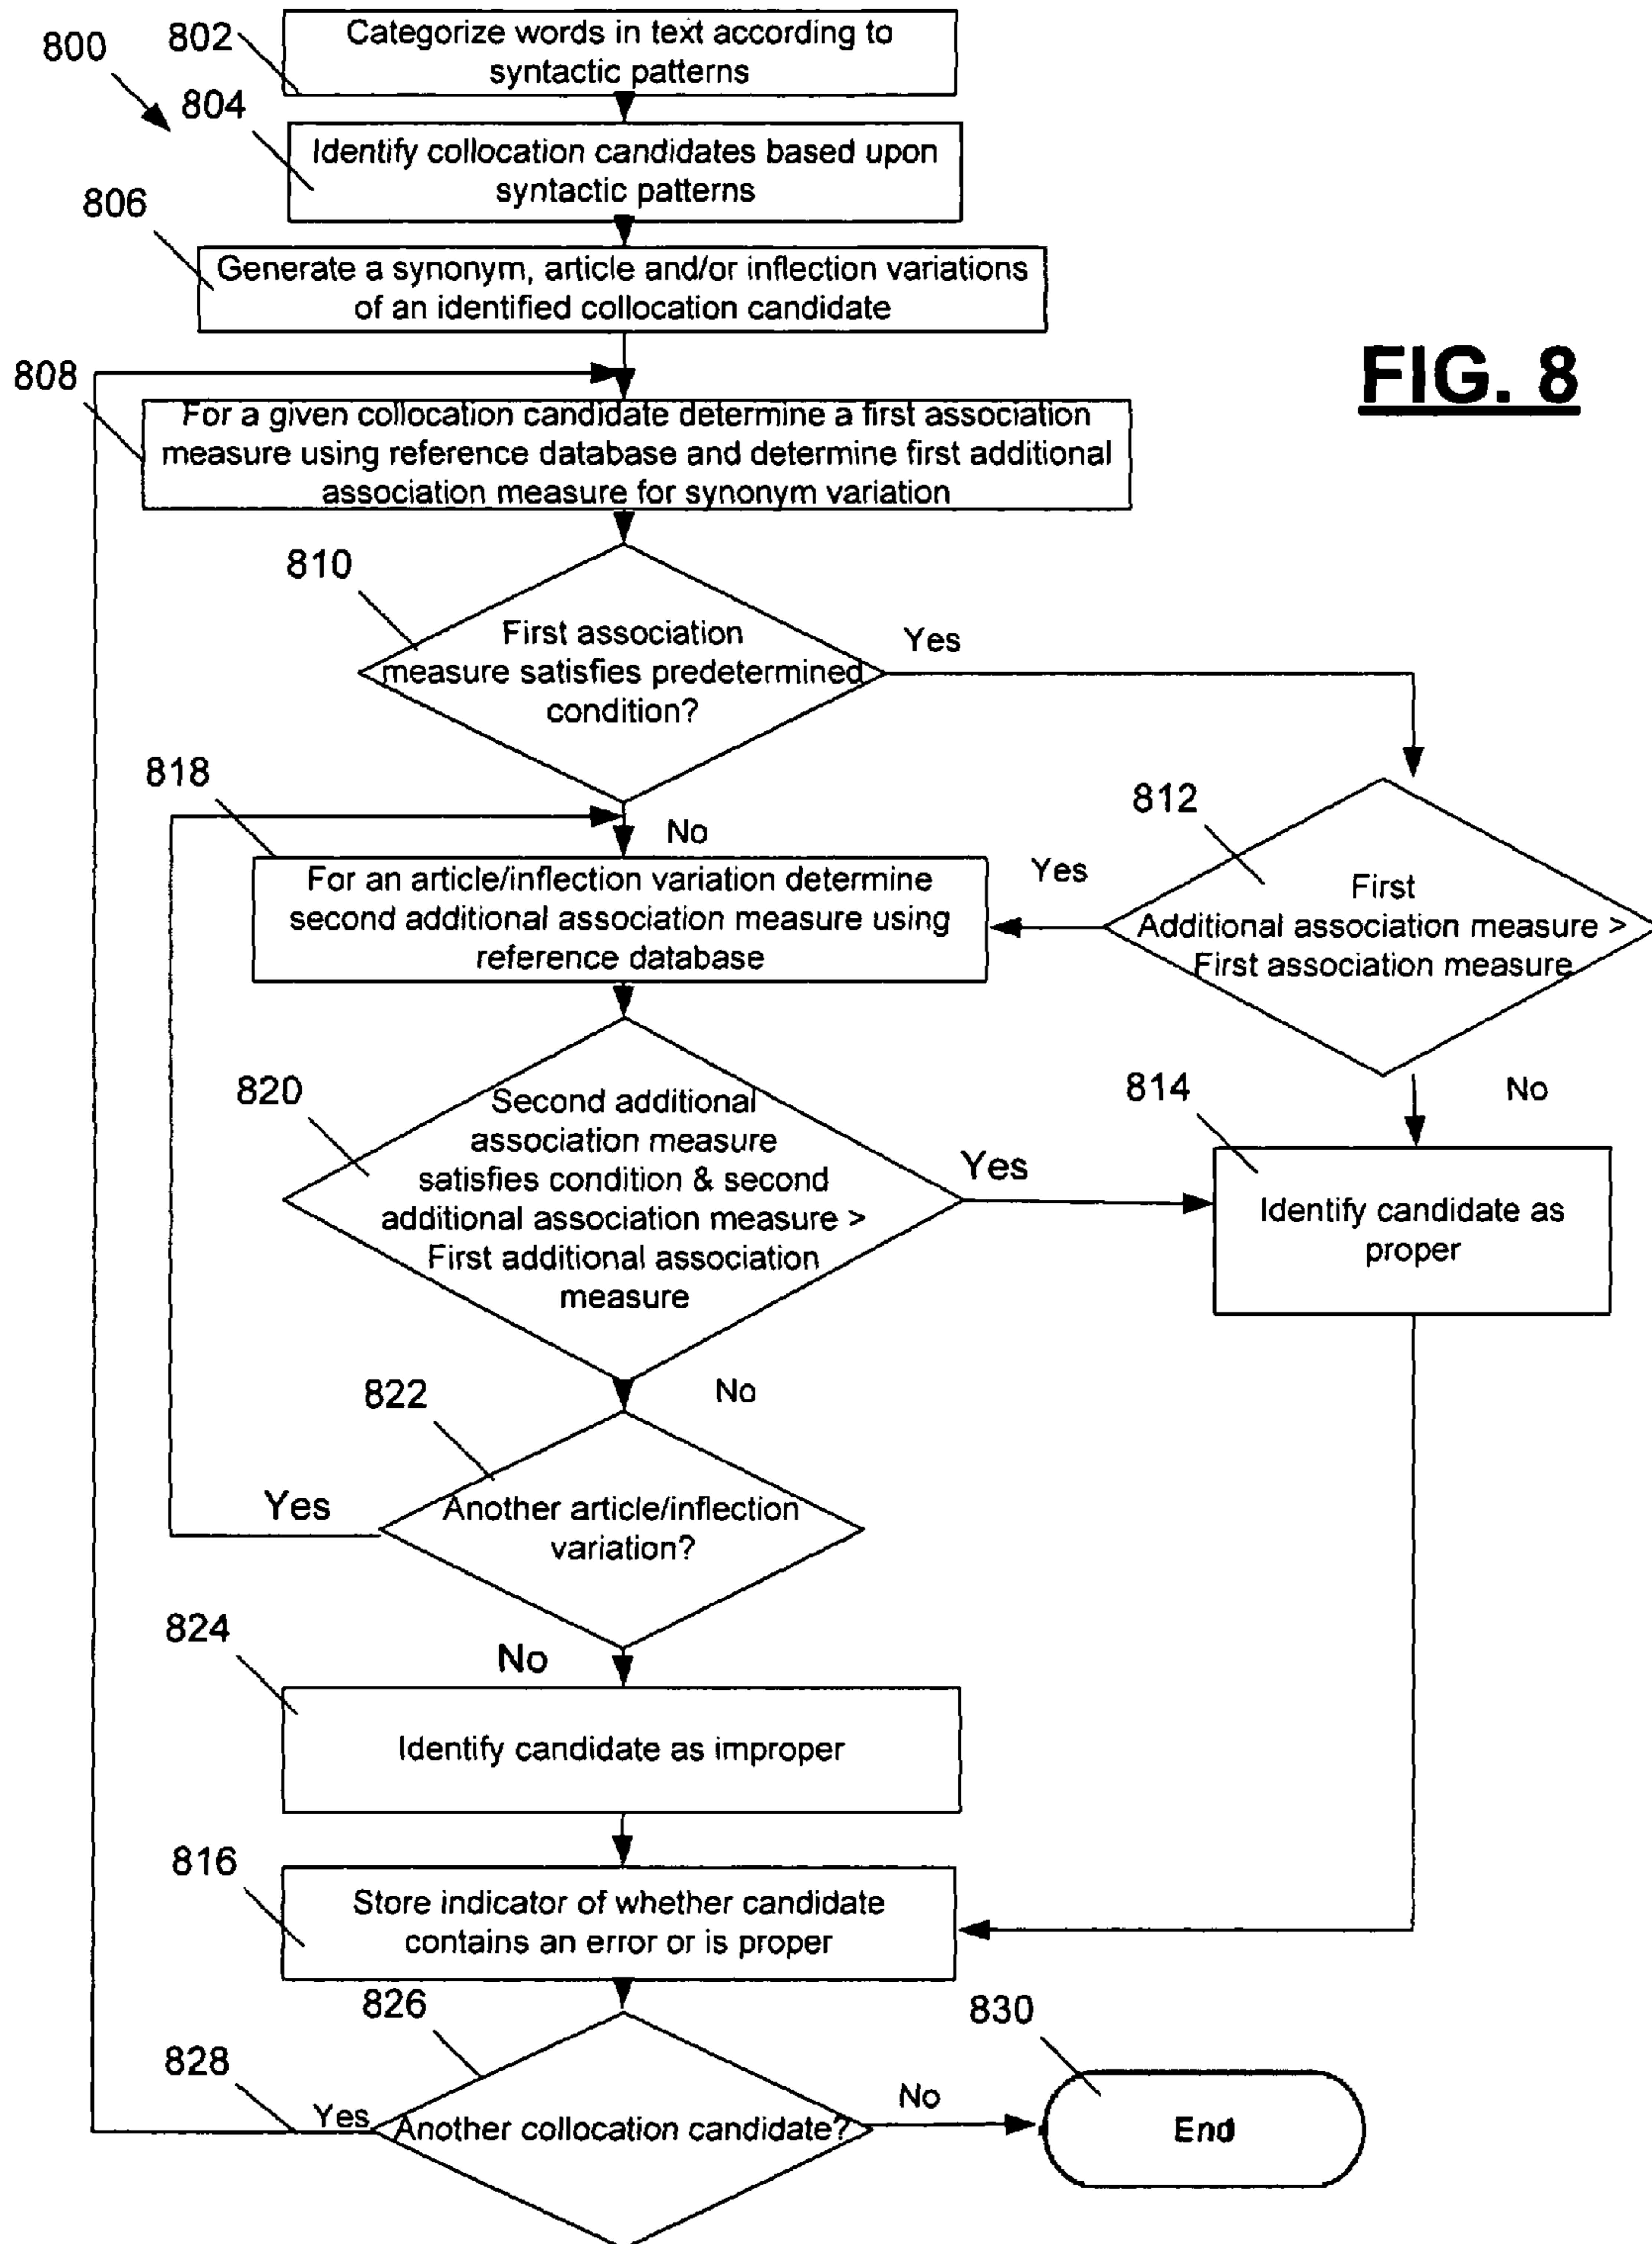 800
802
Categorize words in text according to
syntactic patterns
804
Identify collocation candidates based upon
syntactic patterns
806
Generate a synonym, article and/or inflection variations
of an identified collocation candidate
FIG. 8
808
For a given collocation candidate determine a first association
measure using reference database and determine first additional
association measure for synonym variation
810
First association
measure satisfies predetermined
condition?
Yes
No
812
First
Additional association measure >
First association measure
Yes
No
818
For an article/inflection variation determine
second additional association measure using
reference database
814
Identify candidate as
proper
820
Second additional
association measure
satisfies condition & second
additional association measure >
First additional association
measure
Yes
No
822
Another article/inflection
variation?
Yes
No
824
Identify candidate as improper
816
Store indicator of whether candidate
contains an error or is proper
826
828
Yes
Another collocation candidate?
No
830
End